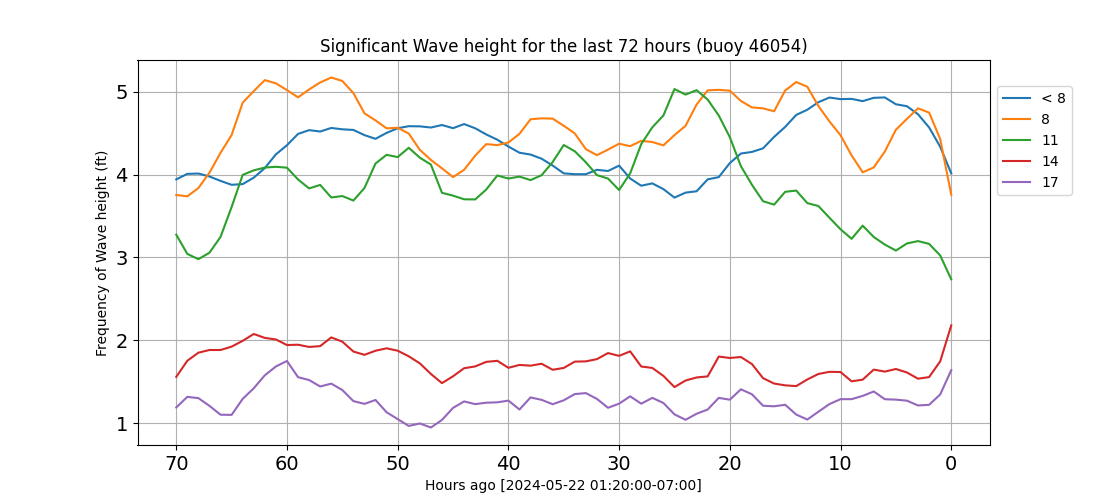 Significant Wave height for the last 72 hours (buoy 46054)
Frequency of Wave height (ft)
5
4
3
2
1
70 60 50 40 30 20 10 0
Hours ago [2024-05-22 01:20:00-07:00]
< 8
8
11
14
17